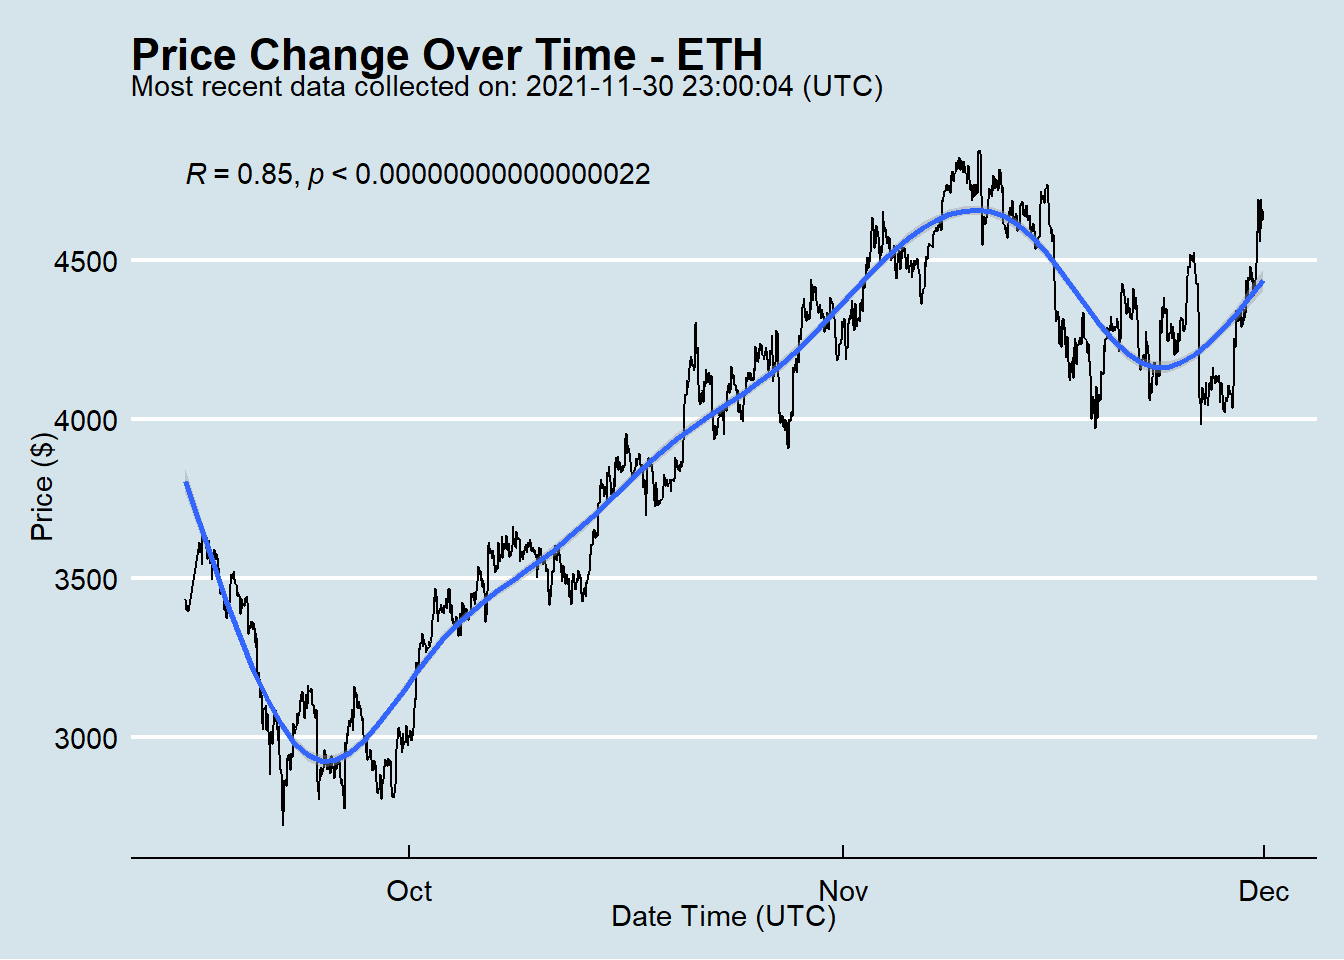 Price Change Over Time - ETH
Most recent data collected on: 2021-11-30 23:00:04 (UTC)
R = 0.85, p < 0.00000000000000022
4500
4000
3500
3000
Price ($)
Oct
Nov
Dec
Date Time (UTC)